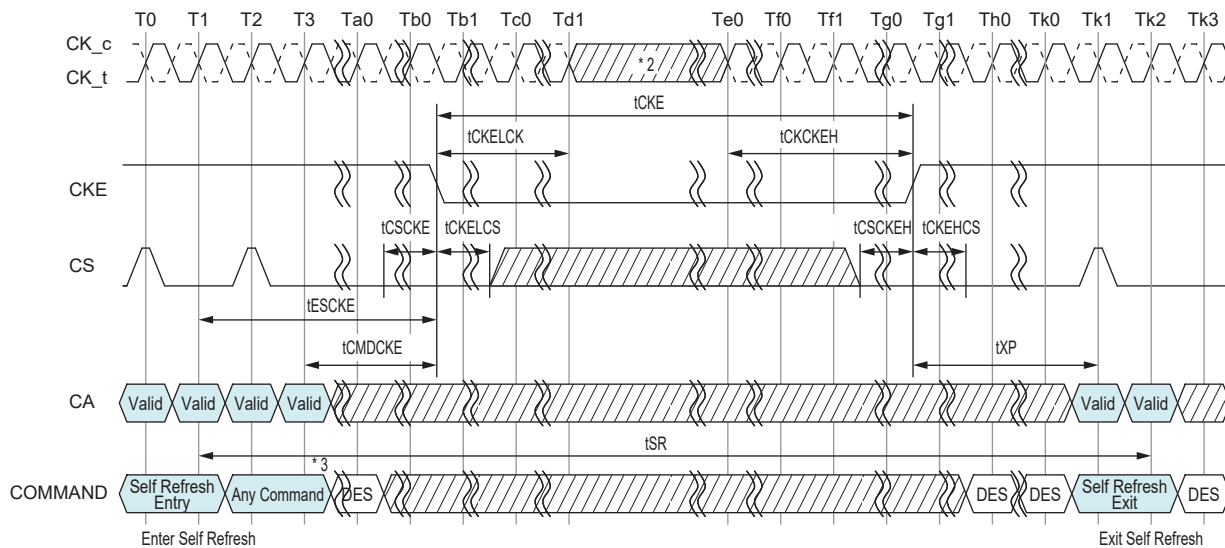 T0 T1 T2 T3 Ta0 Tb0 Tb1 Tc0 Td1 Te0 Tf0 Tf1 Tg0 Tg1 Th0 Tk0 Tk1 Tk2 Tk3
CK_c
CK_t
* 2
tCKE
tCKELCK tCKCKEH
CKE
tCSCKE tCKELCS tCSCKEH tCKEHCS
CS
tESCKE
tCMDCKE tXP
CA Valid Valid Valid Valid Valid Valid
tSR
* 3
COMMAND Self Refresh Entry Any Command DES DES DES Self Refresh Exit DES
Enter Self Refresh Exit Self Refresh